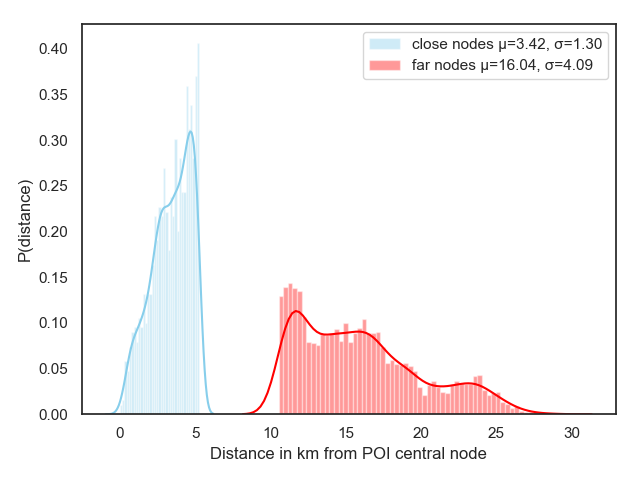 close nodes μ=3.42, σ=1.30
far nodes μ=16.04, σ=4.09
0.40
0.35
0.30
0.25
0.20
0.15
0.10
0.05
0.00
P(distance)
0 5 10 15 20 25 30
Distance in km from POI central node